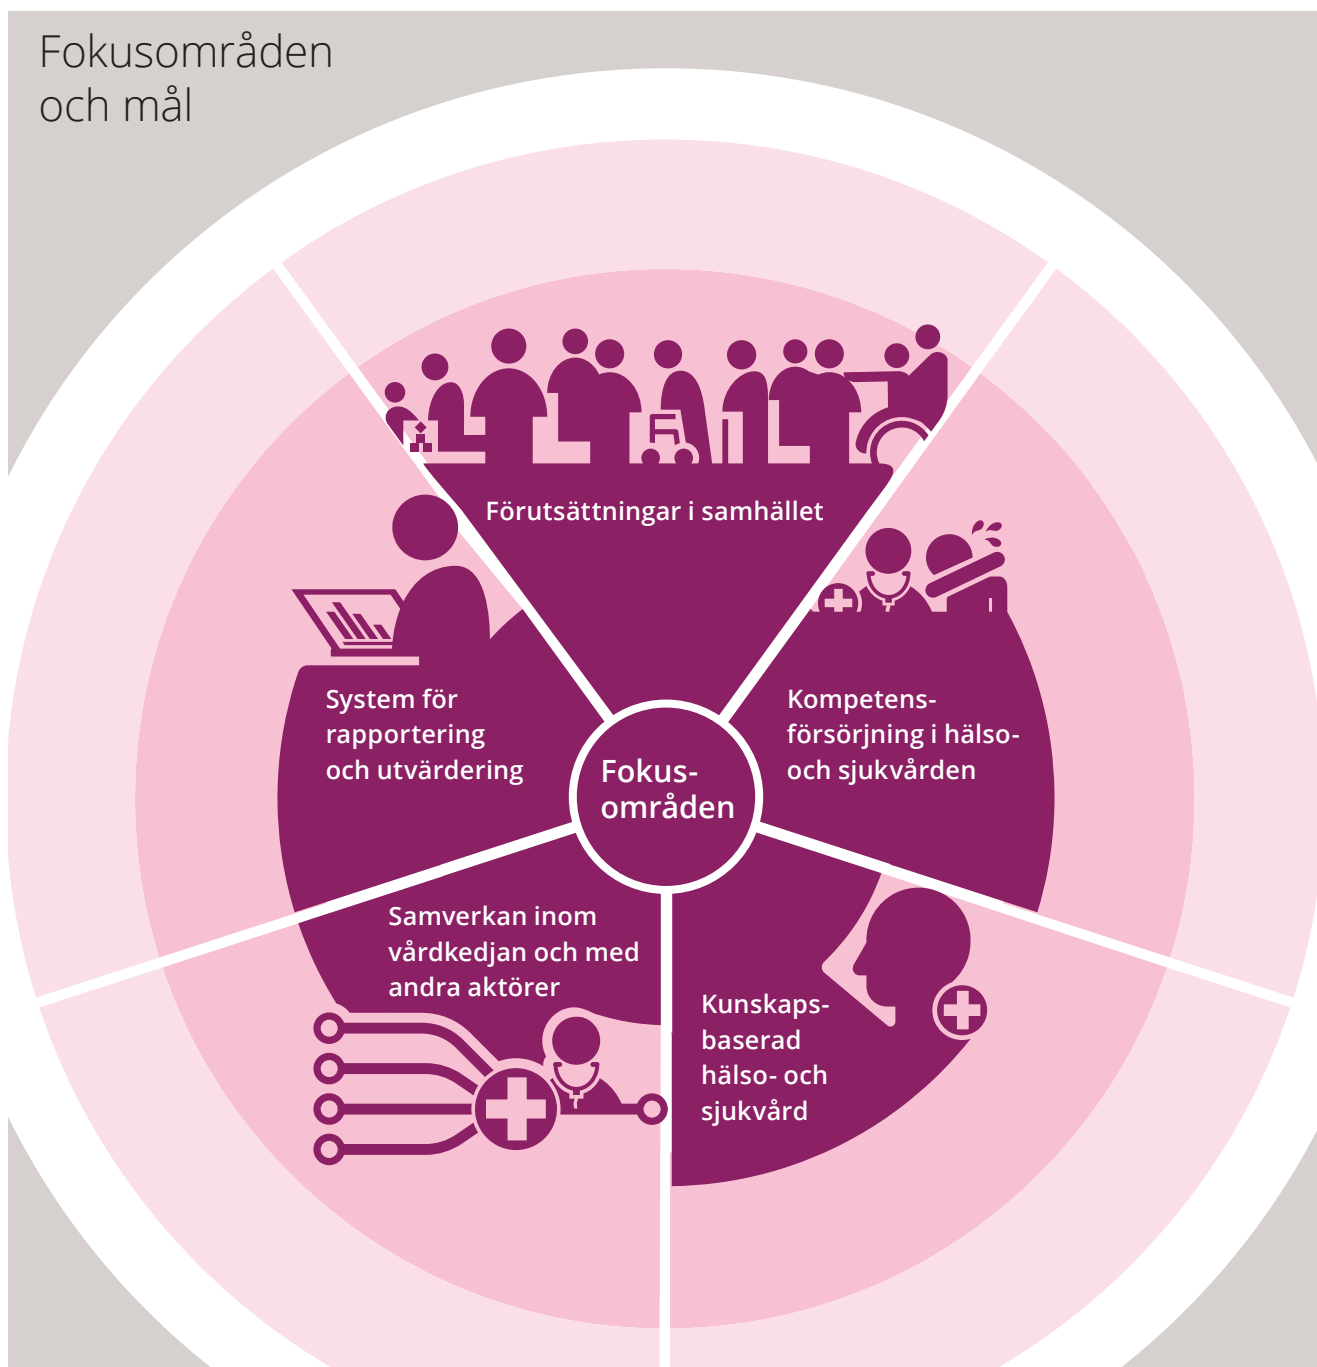 Fokusområden
och mål
Förutsättningar i samhället
System för
rapportering
och utvärdering
Kompetens-
försörjning i hälso-
och sjukvården
Fokus-
områden
Samverkan inom
vårdkedjan och med
andra aktörer
Kunskaps-
baserad
hälso- och
sjukvård